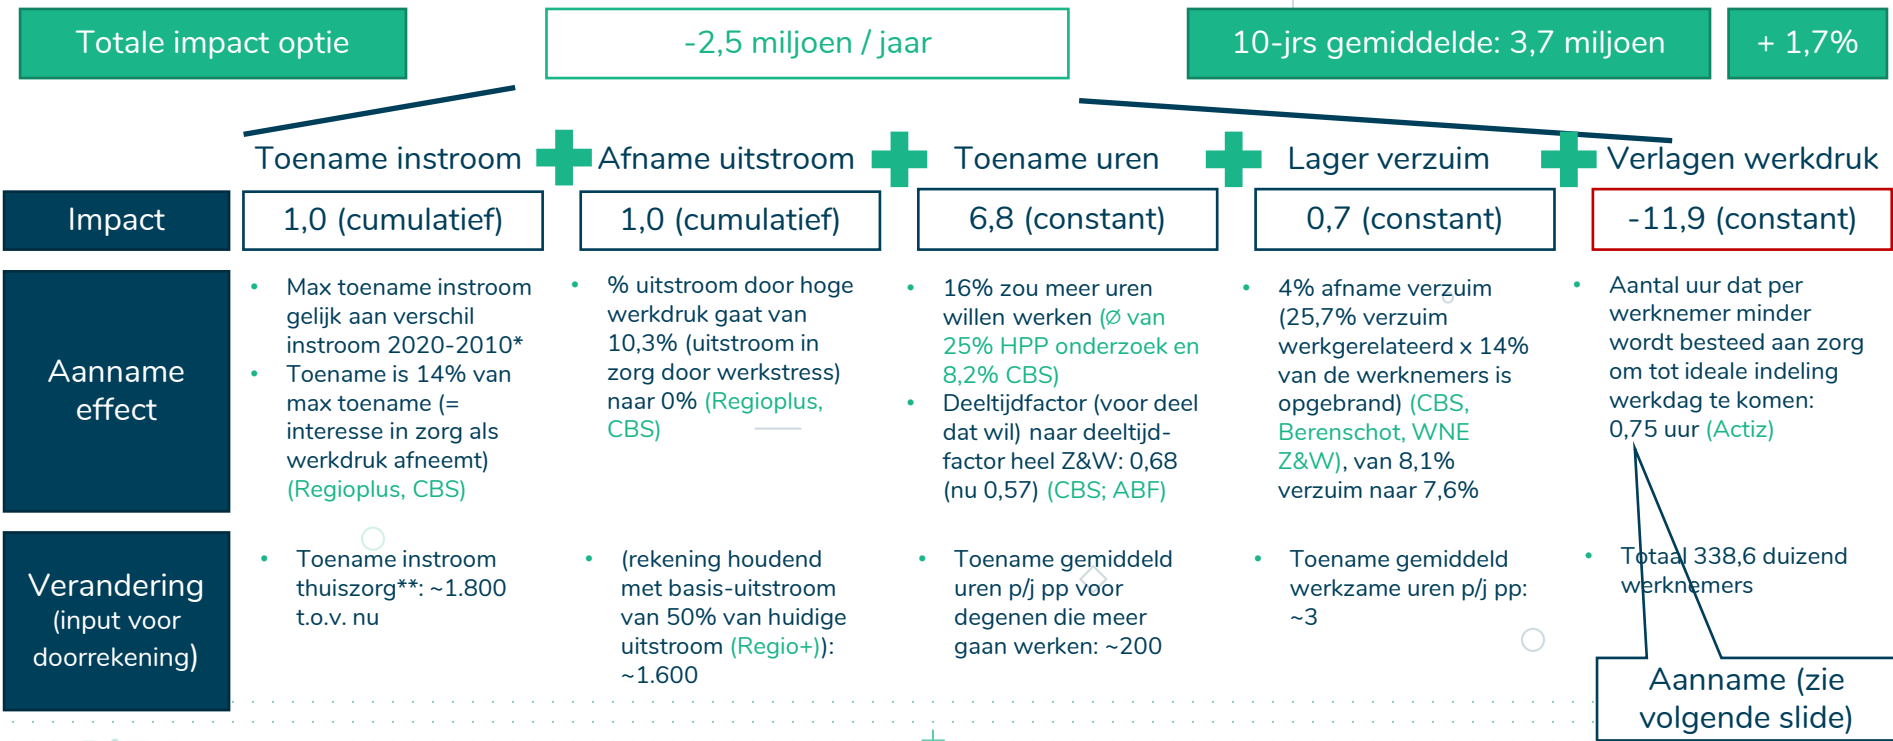 Totale impact optie
-2,5 miljoen / jaar
10-jrs gemiddelde: 3,7 miljoen
+ 1,7%
Toename instroom
Afname uitstroom
Toename uren
Lager verzuim
Verlagen werkdruk
Impact
1,0 (cumulatief)
1,0 (cumulatief)
6,8 (constant)
0,7 (constant)
-11,9 (constant)
Aanname
effect
• Max toename instroom
gelijk aan verschil
instroom 2020-2010*
• Toename is 14% van
max toename (=
interesse in zorg als
werkdruk afneemt)
(Regioplus, CBS)
• % uitstroom door hoge
werkdruk gaat van
10,3% (uitstroom in
zorg door werkstress)
naar 0% (Regioplus,
CBS)
• 16% zou meer uren
willen werken (Ø van
25% HPP onderzoek en
8,2% CBS)
• Deeltijdfactor (voor deel
dat wil) naar deeltijd-
factor heel Z&W: 0,68
(nu 0,57) (CBS; ABF)
• 4% afname verzuim
(25,7% verzuim
werkgerelateerd x 14%
van de werknemers is
opgebrand) (CBS,
Berenschot, WNE
Z&W), van 8,1%
verzuim naar 7,6%
• Aantal uur dat per
werknemer minder
wordt besteed aan zorg
om tot ideale indeling
werkdag te komen:
0,75 uur (Actiz)
Verandering
(input voor
doorrekening)
• Toename instroom
thuiszorg**: ~1.800
t.o.v. nu
• (rekening houdend
met basis-uitstroom
van 50% van huidige
uitstroom (Regio+)):
~1.600
• Toename gemiddeld
uren p/j pp voor
degenen die meer
gaan werken: ~200
• Toename gemiddeld
werkzame uren p/j pp:
~3
• Totaal 338,6 duizend
werknemers
Aanname (zie
volgende slide)